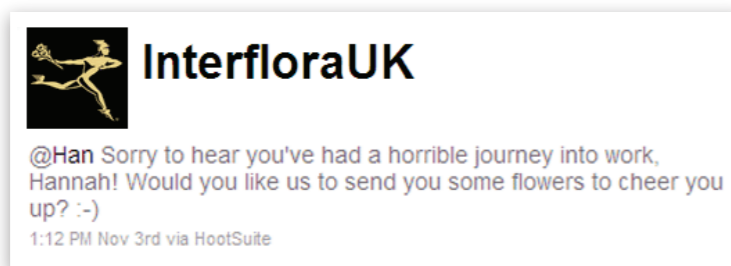 InterfloraUK
@Han Sorry to hear you've had a horrible journey into work,
Hannah! Would you like us to send you some flowers to cheer you
up? :-)
1:12 PM Nov 3rd via HootSuite